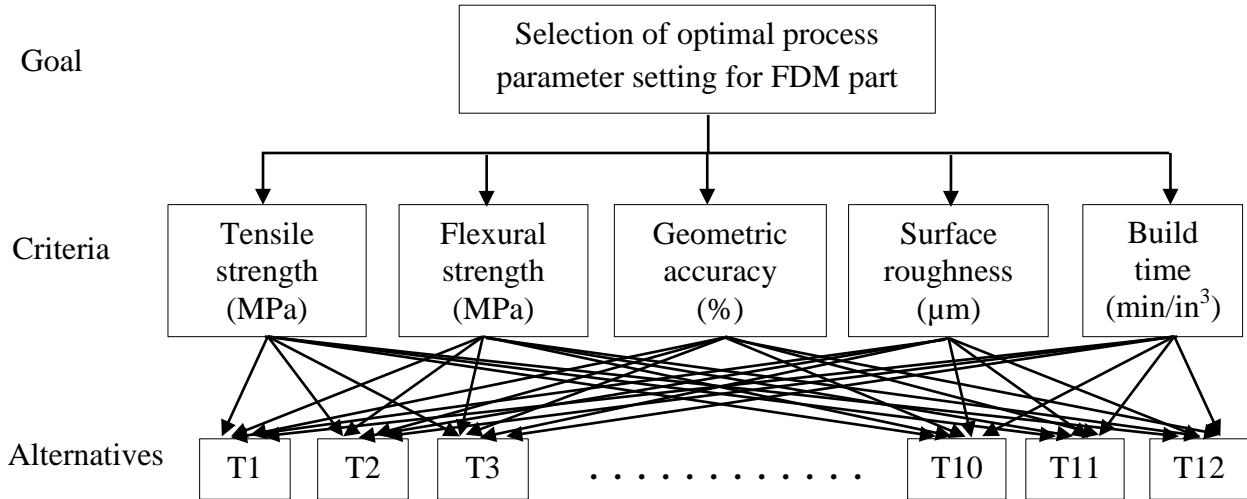 Goal
Selection of optimal process
parameter setting for FDM part
Criteria
Tensile
strength
(MPa)
Flexural
strength
(MPa)
Geometric
accuracy
(%)
Surface
roughness
(µm)
Build
time
(min/in³)
Alternatives
T1
T2
T3
. . . . . . . . . . . .
T10
T11
T12